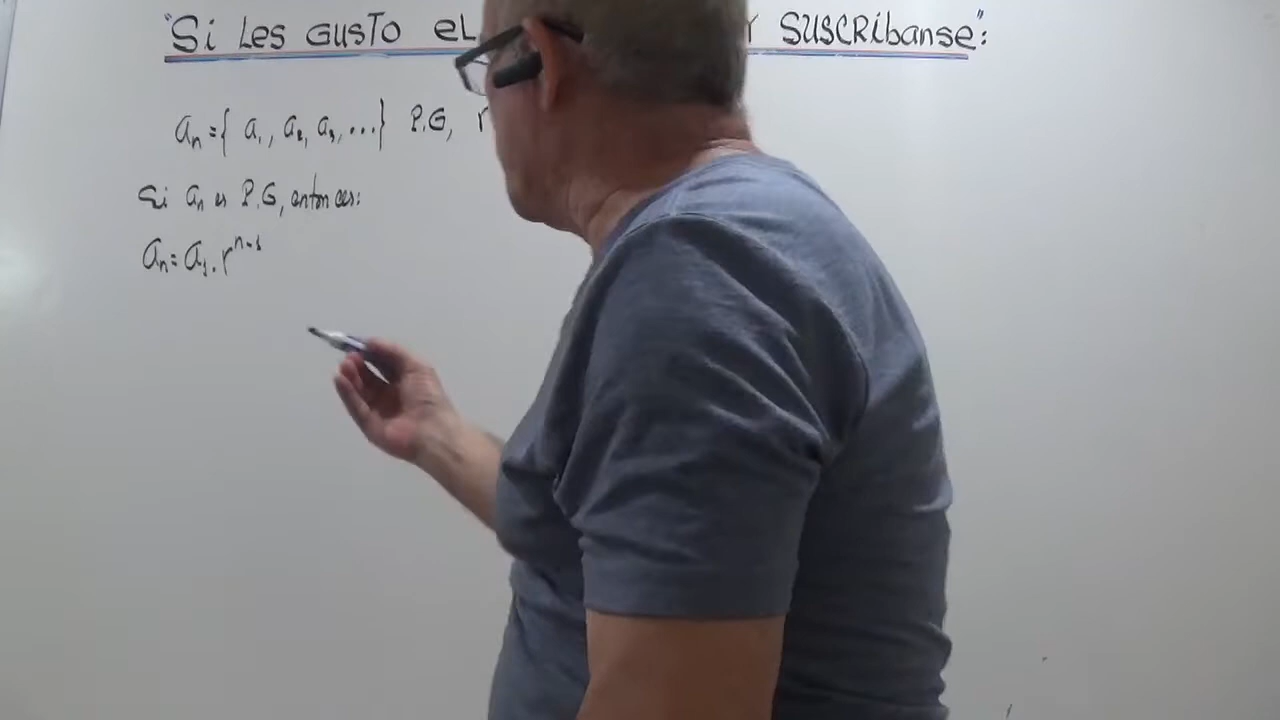 "Si Les GUSTO eL Y SUSCRIbanse":
aₙ={ a₁, a₂, a₃, ...} P.G, r
Si aₙ es P.G, entonces:
aₙ= a₁.rⁿ⁻¹